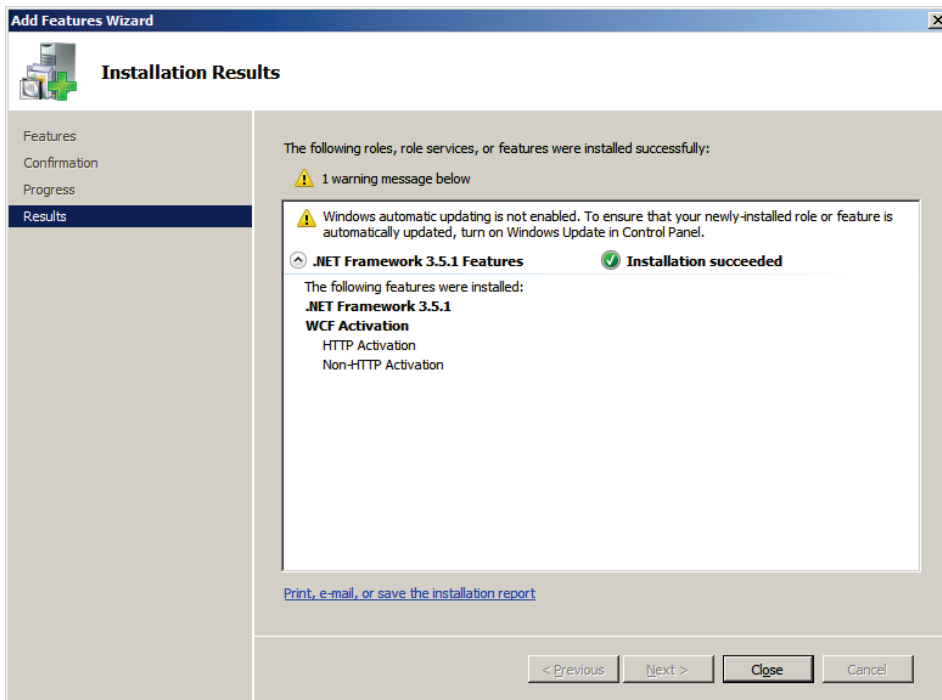 Add Features Wizard
Installation Results
Features
Confirmation
Progress
Results
The following roles, role services, or features were installed successfully:
1 warning message below
Windows automatic updating is not enabled. To ensure that your newly-installed role or feature is
automatically updated, turn on Windows Update in Control Panel.
.NET Framework 3.5.1 Features Installation succeeded
The following features were installed:
.NET Framework 3.5.1
WCF Activation
HTTP Activation
Non-HTTP Activation
Print, e-mail, or save the installation report
< Previous Next > Close Cancel